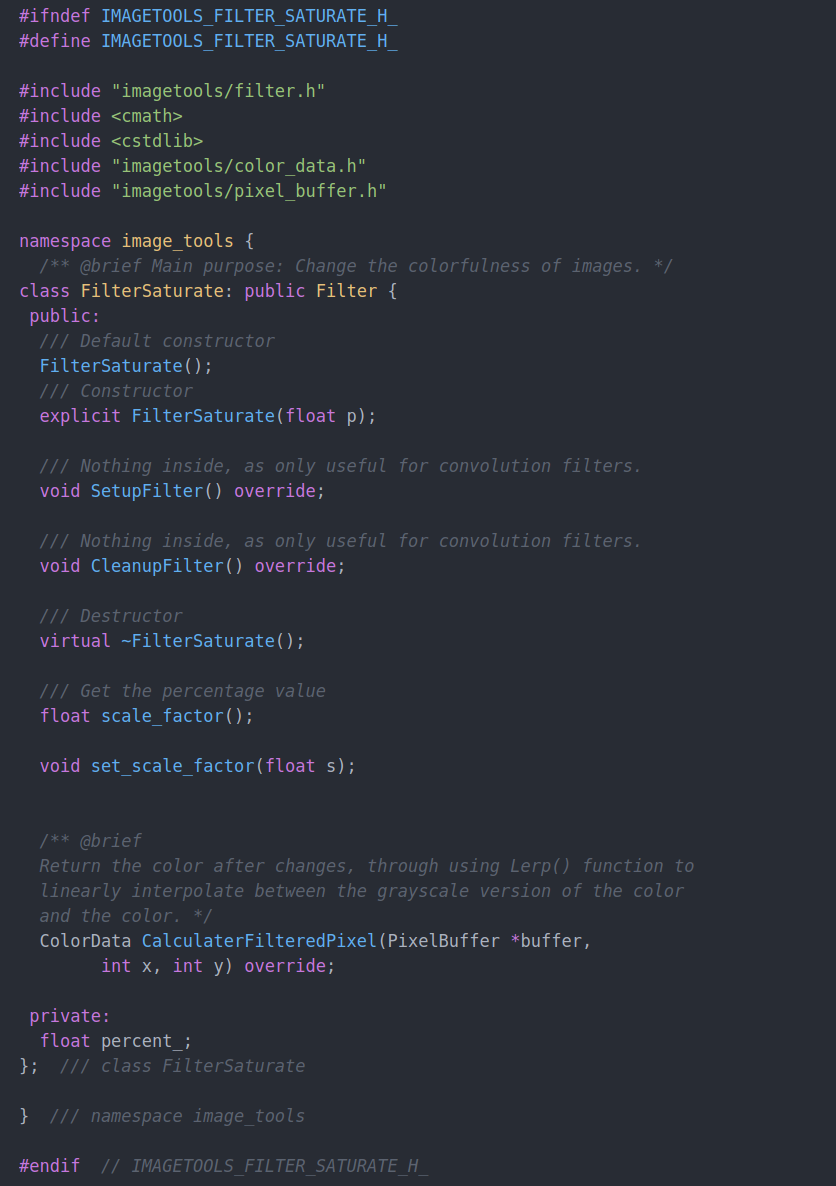 #ifndef IMAGETOOLS_FILTER_SATURATE_H_
#define IMAGETOOLS_FILTER_SATURATE_H_

#include "imagetools/filter.h"
#include <cmath>
#include <cstdlib>
#include "imagetools/color_data.h"
#include "imagetools/pixel_buffer.h"

namespace image_tools {
  /** @brief Main purpose: Change the colorfulness of images. */
class FilterSaturate: public Filter {
 public:
  /// Default constructor
  FilterSaturate();
  /// Constructor
  explicit FilterSaturate(float p);

  /// Nothing inside, as only useful for convolution filters.
  void SetupFilter() override;

  /// Nothing inside, as only useful for convolution filters.
  void CleanupFilter() override;

  /// Destructor
  virtual ~FilterSaturate();

  /// Get the percentage value
  float scale_factor();

  void set_scale_factor(float s);


  /** @brief
  Return the color after changes, through using Lerp() function to
  linearly interpolate between the grayscale version of the color
  and the color. */
  ColorData CalculaterFilteredPixel(PixelBuffer *buffer,
        int x, int y) override;

 private:
  float percent_;
};  /// class FilterSaturate

}  /// namespace image_tools

#endif  // IMAGETOOLS_FILTER_SATURATE_H_